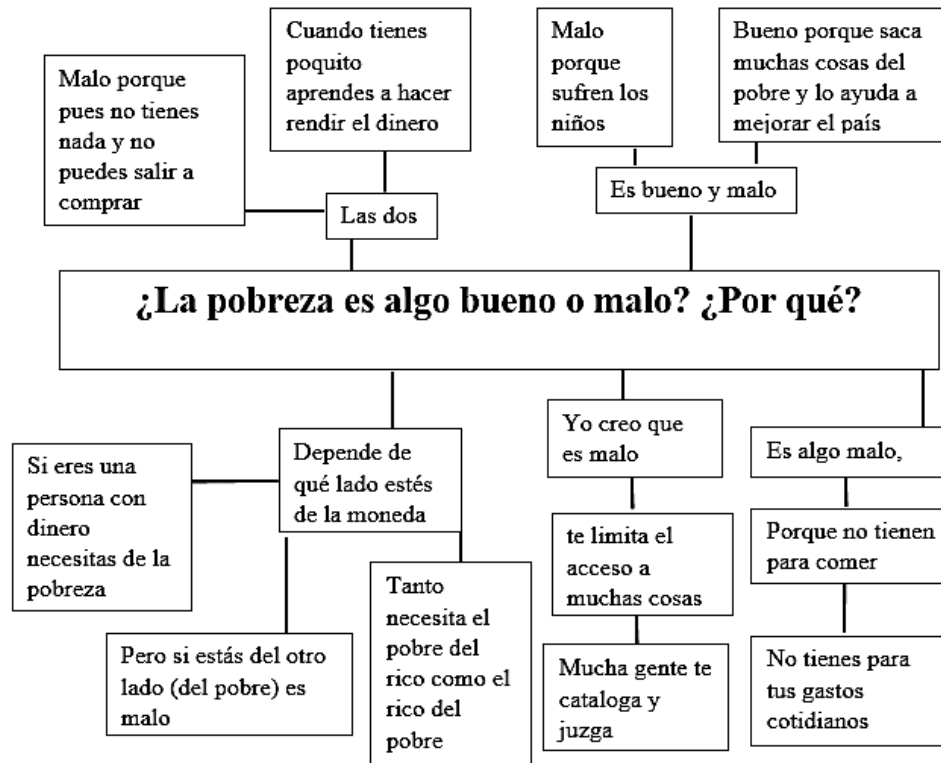 Malo porque
pues no tienes
nada y no
puedes salir a
comprar
Cuando tienes
poquito
aprendes a hacer
rendir el dinero
Malo
porque
sufren los
niños
Bueno porque saca
muchas cosas del
pobre y lo ayuda a
mejorar el país
Las dos
Es bueno y malo
¿La pobreza es algo bueno o malo? ¿Por qué?
Si eres una
persona con
dinero
necesitas de la
pobreza
Depende de
qué lado estés
de la moneda
Pero si estás del otro
lado (del pobre) es
malo
Tanto
necesita el
pobre del
rico como el
rico del
pobre
Yo creo que
es malo
te limita el
acceso a
muchas cosas
Mucha gente te
cataloga y
juzga
Es algo malo,
Porque no tienen
para comer
No tienes para
tus gastos
cotidianos